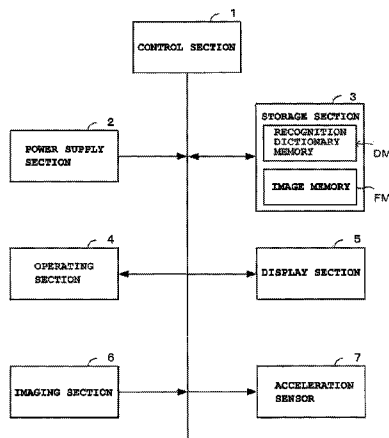 1
CONTROL SECTION
2
POWER SUPPLY
SECTION
3
STORAGE SECTION
RECOGNITION
DICTIONARY
MEMORY
DM
IMAGE MEMORY
FM
4
OPERATING
SECTION
5
DISPLAY SECTION
6
IMAGING SECTION
7
ACCELERATION
SENSOR